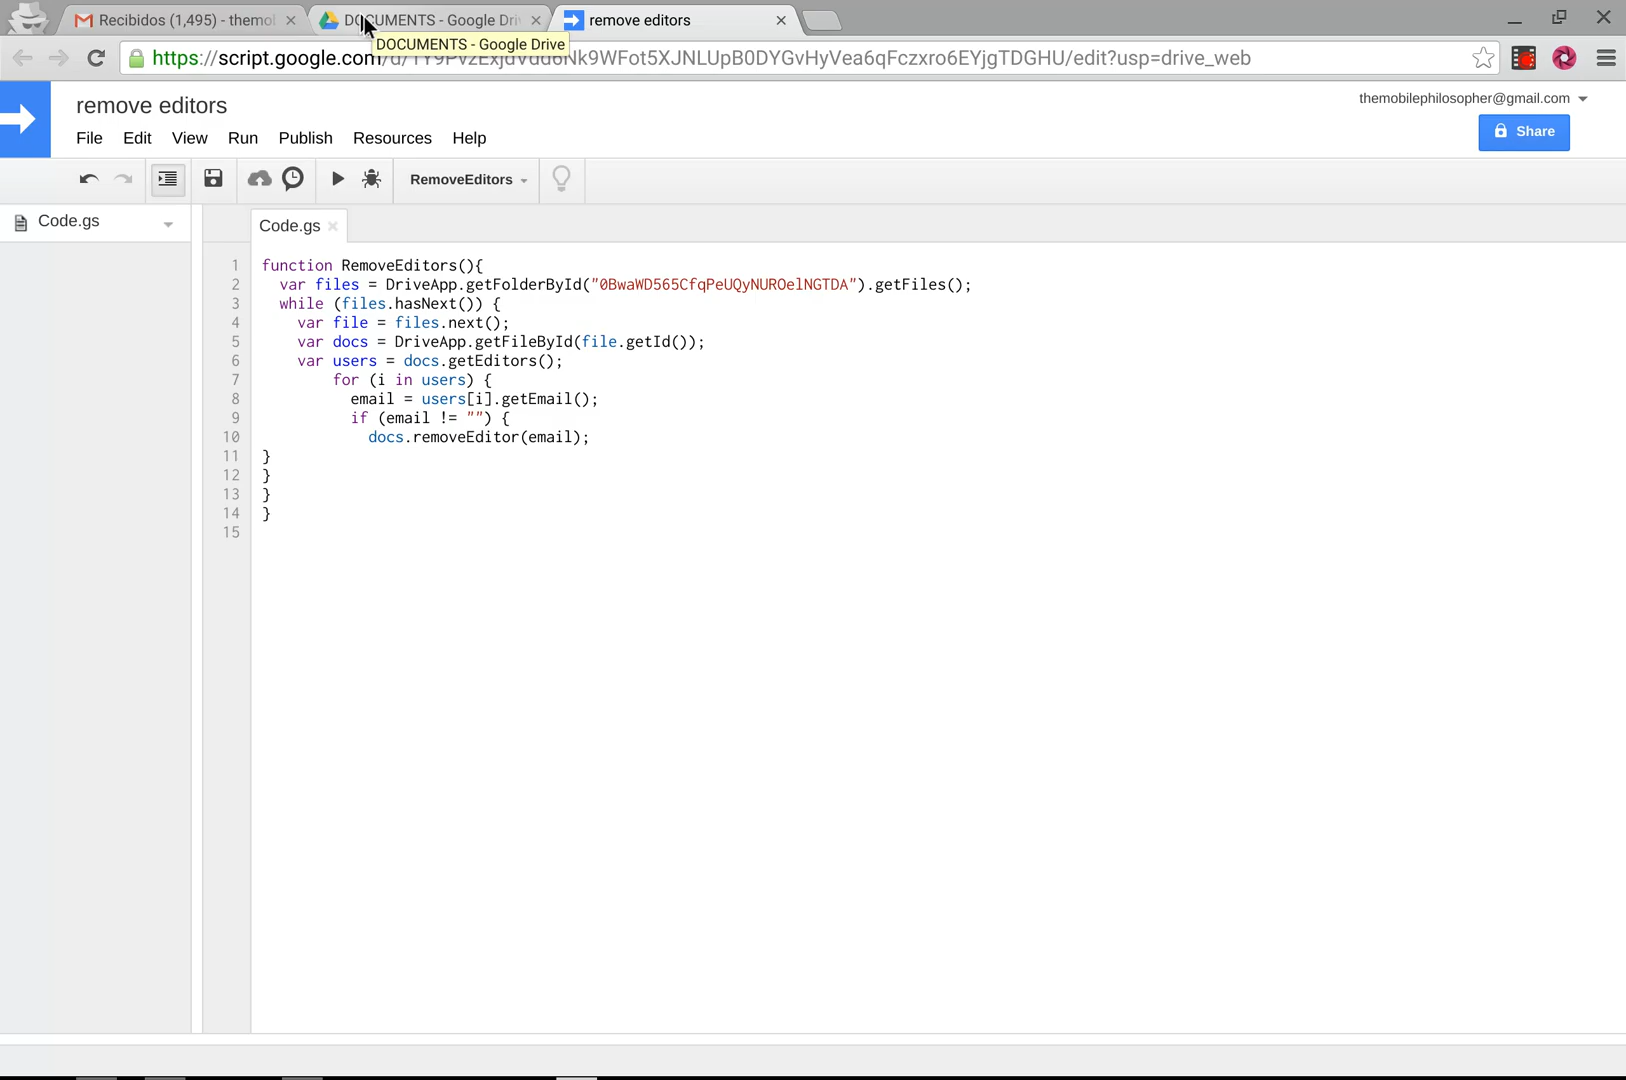 Recibidos (1,495) - themol
DOCUMENTS - Google Dri
remove editors
DOCUMENTS - Google Drive
https://script.google.com/d/1Y9PvzExjdVdd6Nk9WFot5XJNLUpB0DYGvHyVea6qFczxro6EYjgTDGHU/edit?usp=drive_web
remove editors
themobilephilosopher@gmail.com
File Edit View Run Publish Resources Help
Share
RemoveEditors
Code.gs
Code.gs
1 function RemoveEditors(){
2 var files = DriveApp.getFolderById("0BwaWD565CfqPeUQyNUROelNGTDA").getFiles();
3 while (files.hasNext()) {
4 var file = files.next();
5 var docs = DriveApp.getFileById(file.getId());
6 var users = docs.getEditors();
7 for (i in users) {
8 email = users[i].getEmail();
9 if (email != "") {
10 docs.removeEditor(email);
11 }
12 }
13 }
14 }
15